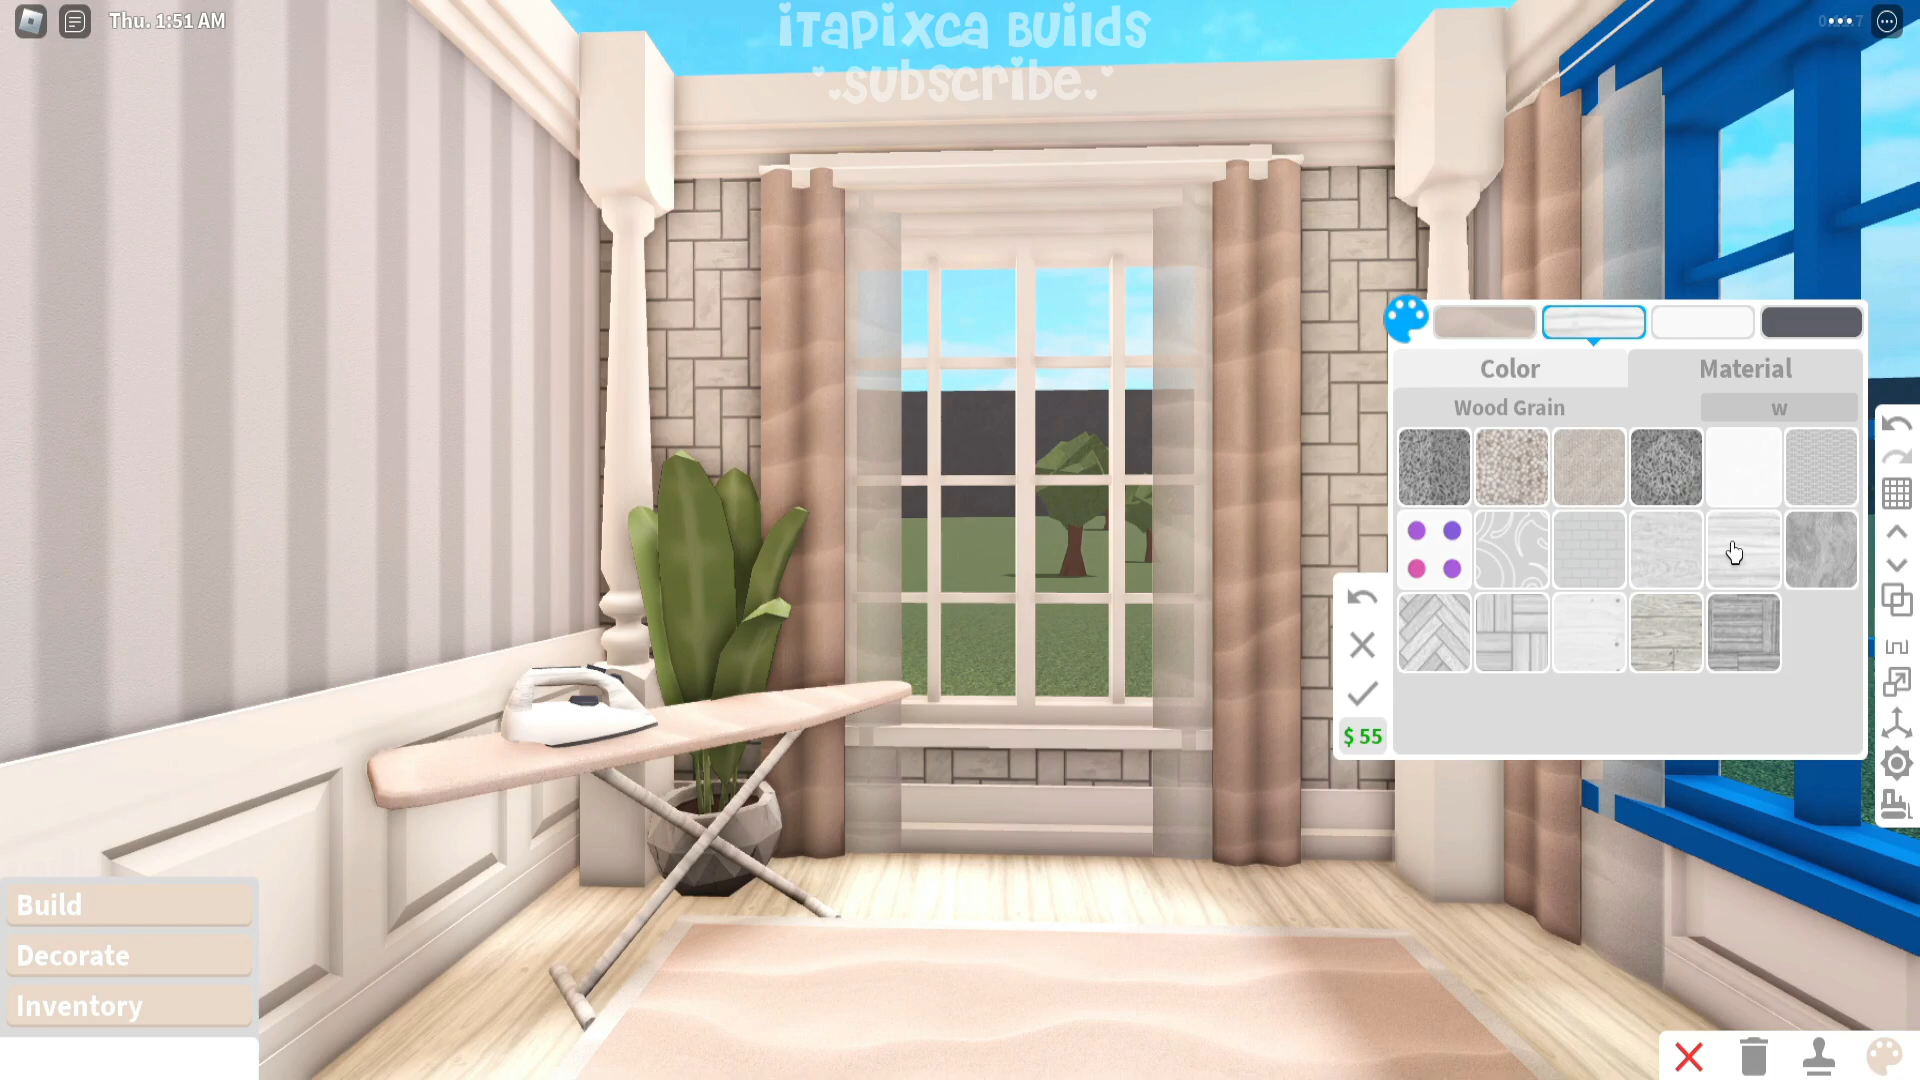 Thu. 1:51 AM
iTapixca Builds
.subscribe.
Color
Material
Wood Grain
w
$ 55
Build
Decorate
Inventory